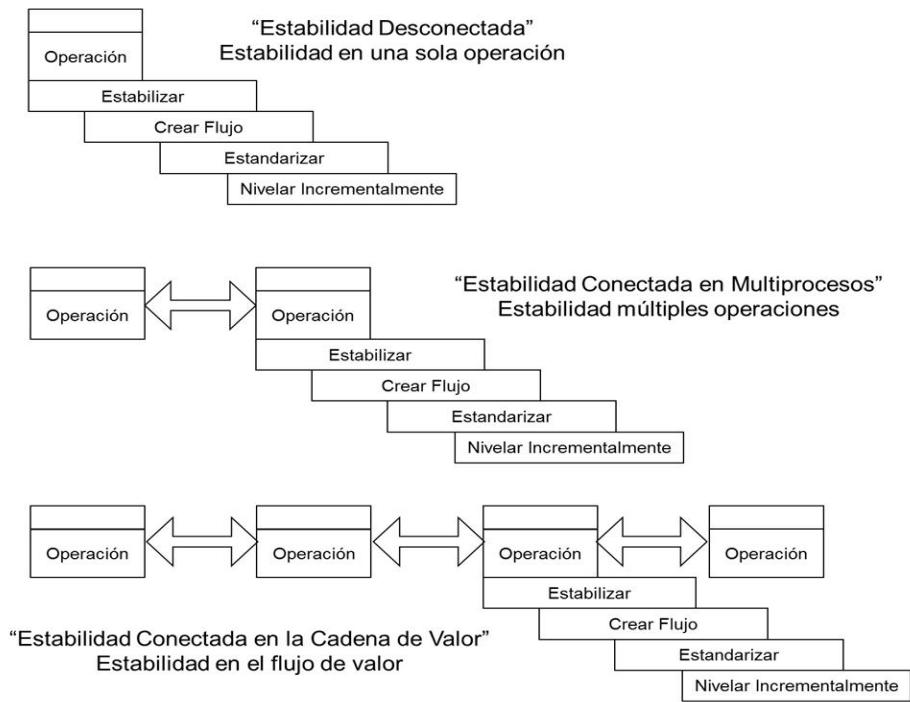 “Estabilidad Desconectada”
Estabilidad en una sola operación
Operación
Estabilizar
Crear Flujo
Estandarizar
Nivelar Incrementalmente
“Estabilidad Conectada en Multiprocesos”
Estabilidad múltiples operaciones
Operación
Operación
Estabilizar
Crear Flujo
Estandarizar
Nivelar Incrementalmente
Operación
Operación
Operación
Operación
Estabilizar
Crear Flujo
Estandarizar
Nivelar Incrementalmente
“Estabilidad Conectada en la Cadena de Valor”
Estabilidad en el flujo de valor